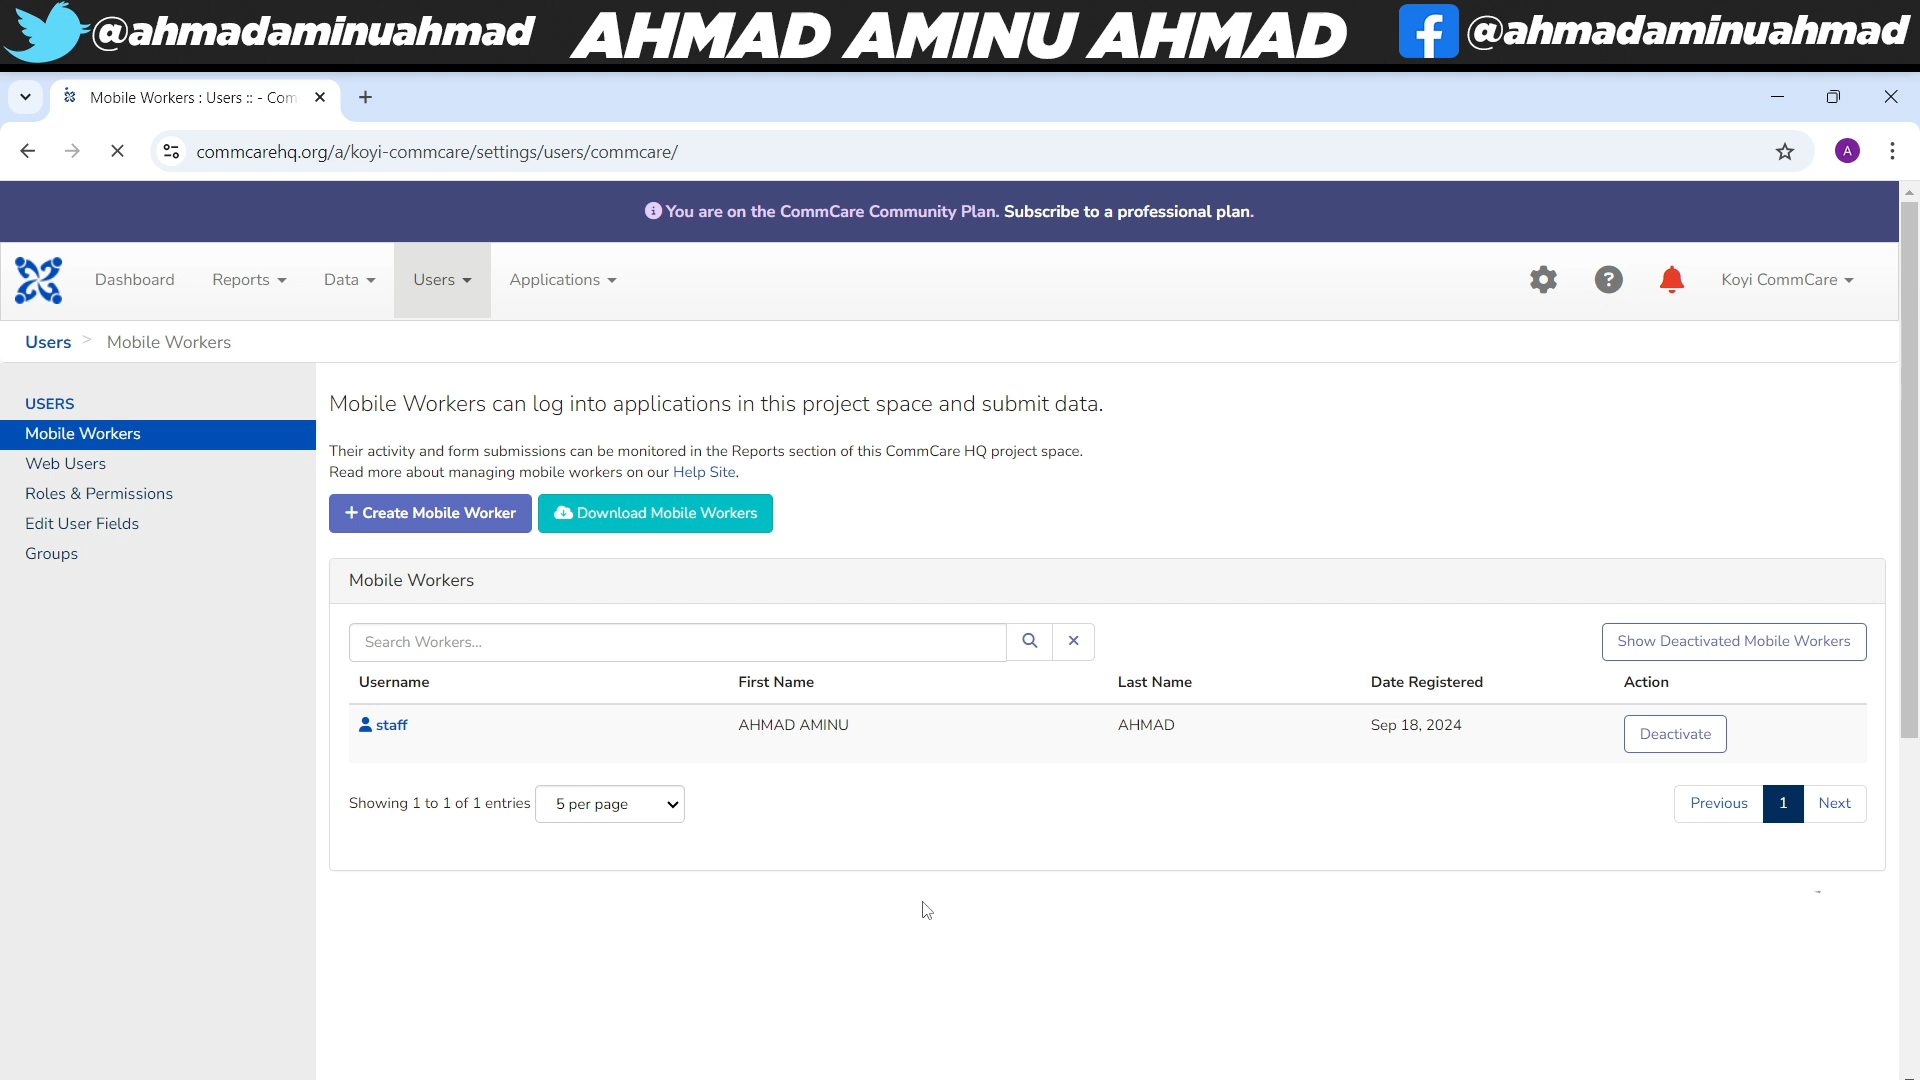 @ahmadaminuahmad AHMAD AMINU AHMAD @ahmadaminuahmad
Mobile Workers : Users :: - Com
commcarehq.org/a/koyi-commcare/settings/users/commcare/
A
You are on the CommCare Community Plan. Subscribe to a professional plan.
Dashboard Reports Data Users Applications Koyi CommCare
Users > Mobile Workers
USERS
Mobile Workers
Web Users
Roles & Permissions
Edit User Fields
Groups
Mobile Workers can log into applications in this project space and submit data.
Their activity and form submissions can be monitored in the Reports section of this CommCare HQ project space.
Read more about managing mobile workers on our Help Site.
+ Create Mobile Worker Download Mobile Workers
Mobile Workers
Search Workers... Show Deactivated Mobile Workers
Username First Name Last Name Date Registered Action
staff AHMAD AMINU AHMAD Sep 18, 2024 Deactivate
Showing 1 to 1 of 1 entries 5 per page Previous 1 Next